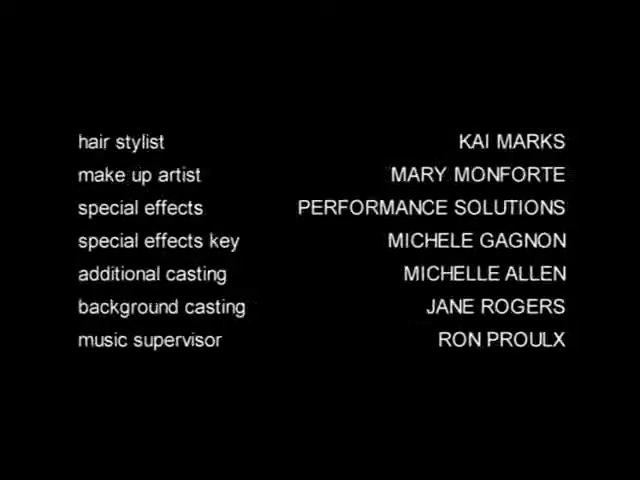 hair stylist KAI MARKS
make up artist MARY MONFORTE
special effects PERFORMANCE SOLUTIONS
special effects key MICHELE GAGNON
additional casting MICHELLE ALLEN
background casting JANE ROGERS
music supervisor RON PROULX